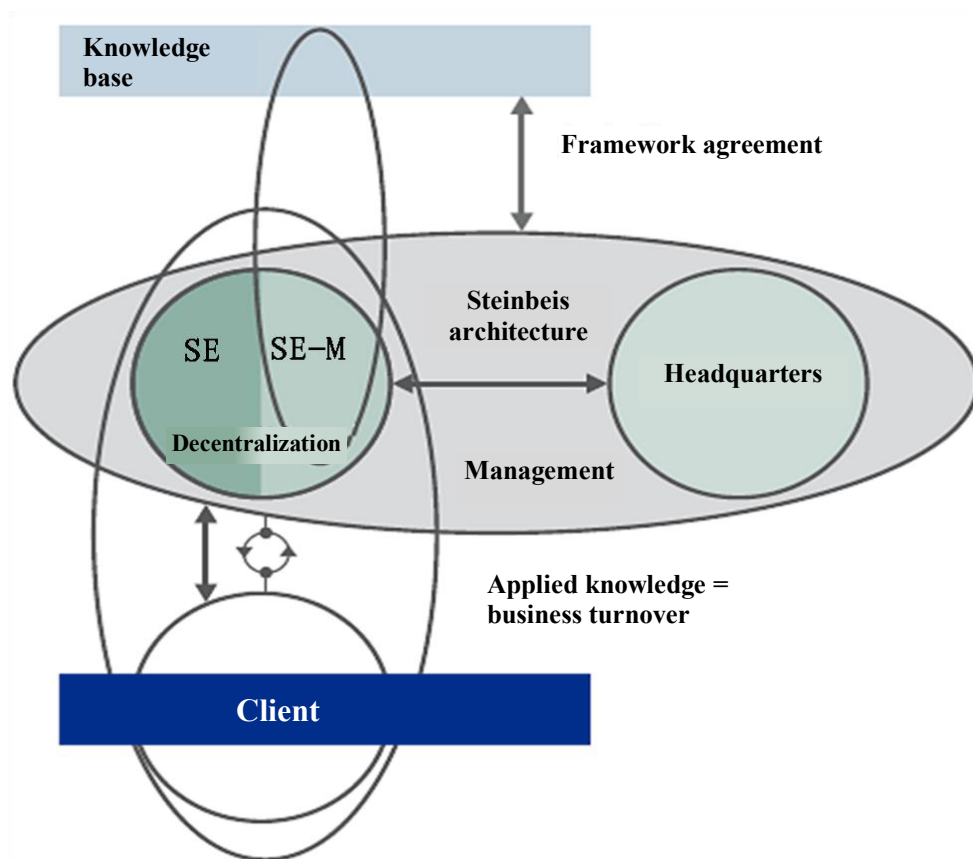 Knowledge
base
Framework agreement
Steinbeis
architecture
SE
SE-M
Headquarters
Decentralization
Management
Applied knowledge =
business turnover
Client